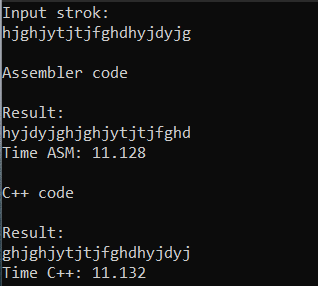 Input strok:
hjghjytjtjfghdhyjdyjg
Assembler code
Result:
hyjdyjghjghjytjtjfghd
Time ASM: 11.128
C++ code
Result:
ghjghjytjtjfghdhyjdyj
Time C++: 11.132